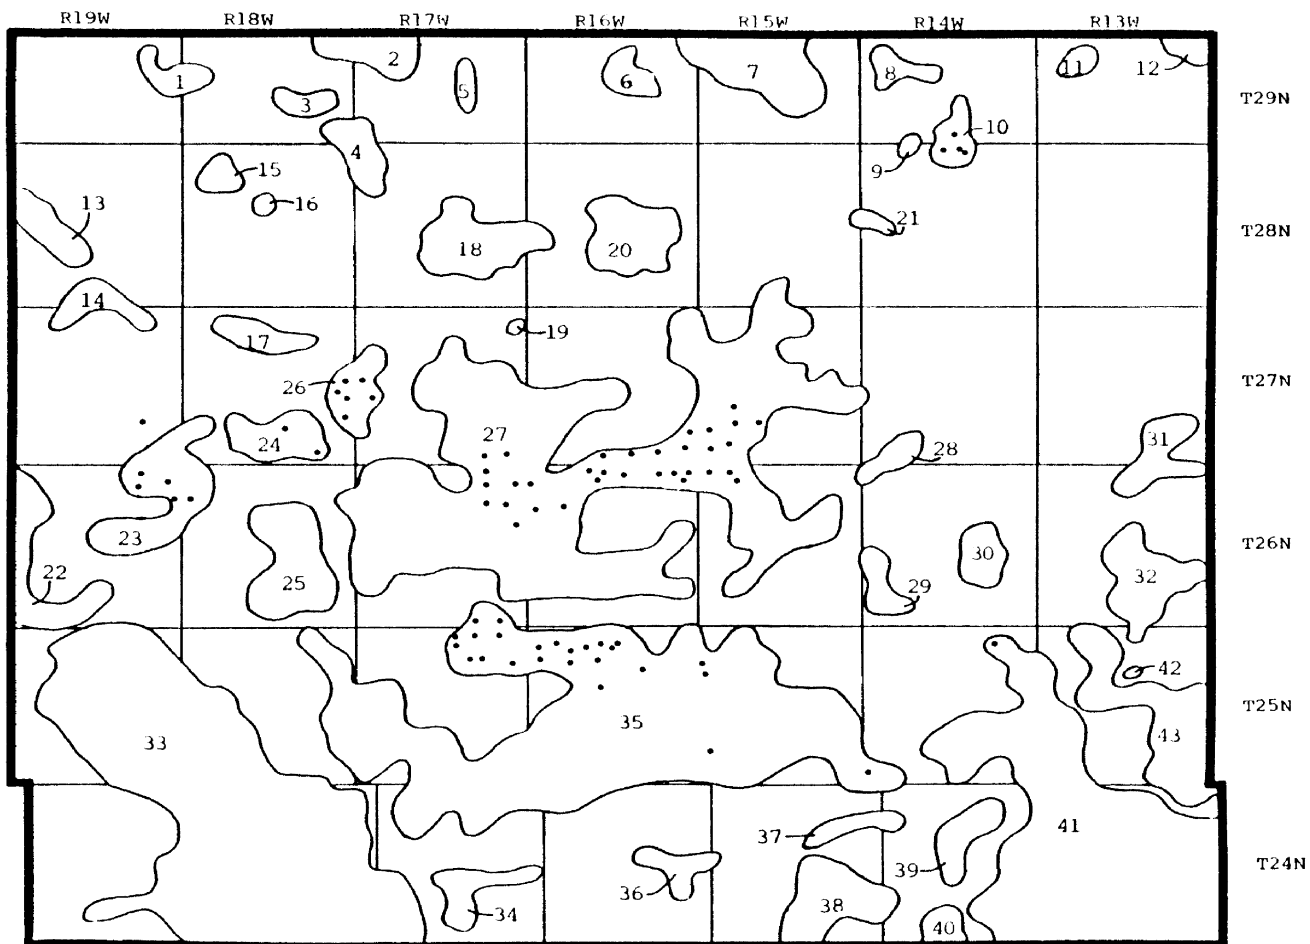 R19W R18W R17W R16W R15W R14W R13W
1 2 3 5 6 7 8 11 12 T29N
4 9 10
15 16 13 18 20 21 T28N
14 17 19
26 T27N
24 27 28 31
23 22 25 30 29 32 T26N
42
33 35 43 T25N
37 41
34 36 39 38 40 T24N